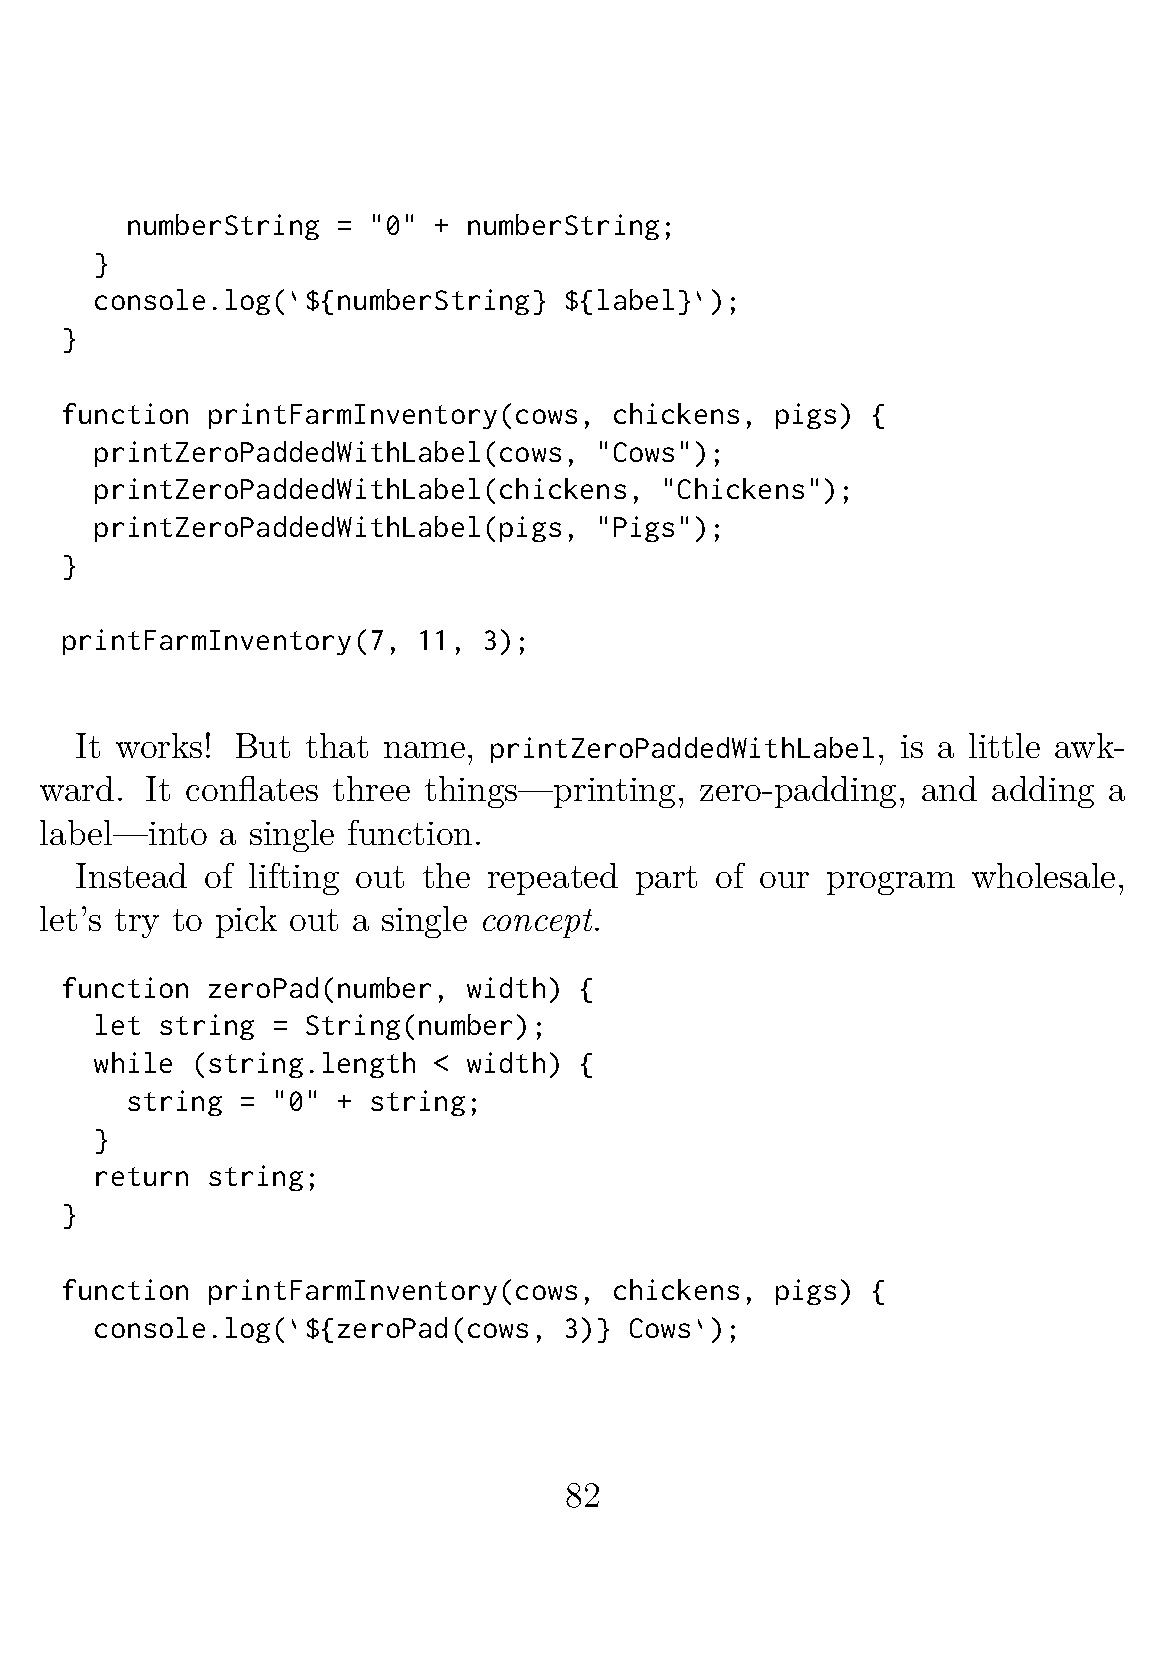 numberString = "0" + numberString;
  }
  console.log(`${numberString} ${label}`);
}

function printFarmInventory(cows, chickens, pigs) {
  printZeroPaddedWithLabel(cows, "Cows");
  printZeroPaddedWithLabel(chickens, "Chickens");
  printZeroPaddedWithLabel(pigs, "Pigs");
}

printFarmInventory(7, 11, 3);

It works! But that name, printZeroPaddedWithLabel, is a little awk-
ward. It conflates three things—printing, zero-padding, and adding a
label—into a single function.
Instead of lifting out the repeated part of our program wholesale,
let's try to pick out a single concept.

function zeroPad(number, width) {
  let string = String(number);
  while (string.length < width) {
    string = "0" + string;
  }
  return string;
}

function printFarmInventory(cows, chickens, pigs) {
  console.log(`${zeroPad(cows, 3)} Cows`);

82